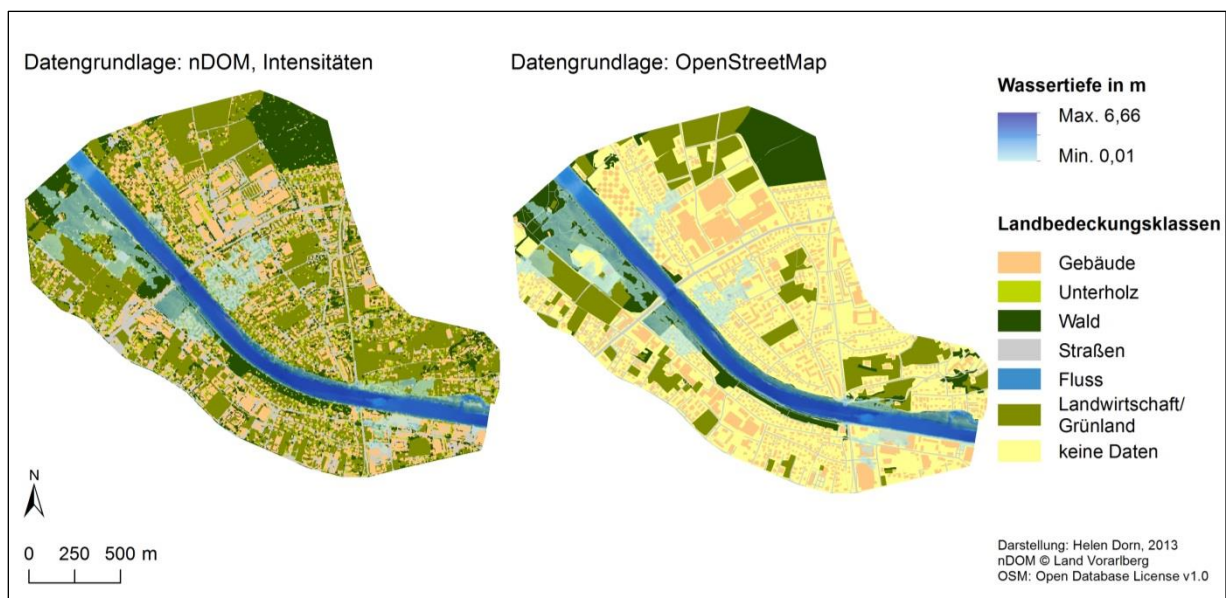 Datengrundlage: nDOM, Intensitäten
Datengrundlage: OpenStreetMap
Wassertiefe in m
Max. 6,66
Min. 0,01
Landbedeckungsklassen
Gebäude
Unterholz
Wald
Straßen
Fluss
Landwirtschaft/
Grünland
keine Daten
N
0 250 500 m
Darstellung: Helen Dorn, 2013
nDOM © Land Vorarlberg
OSM: Open Database License v1.0